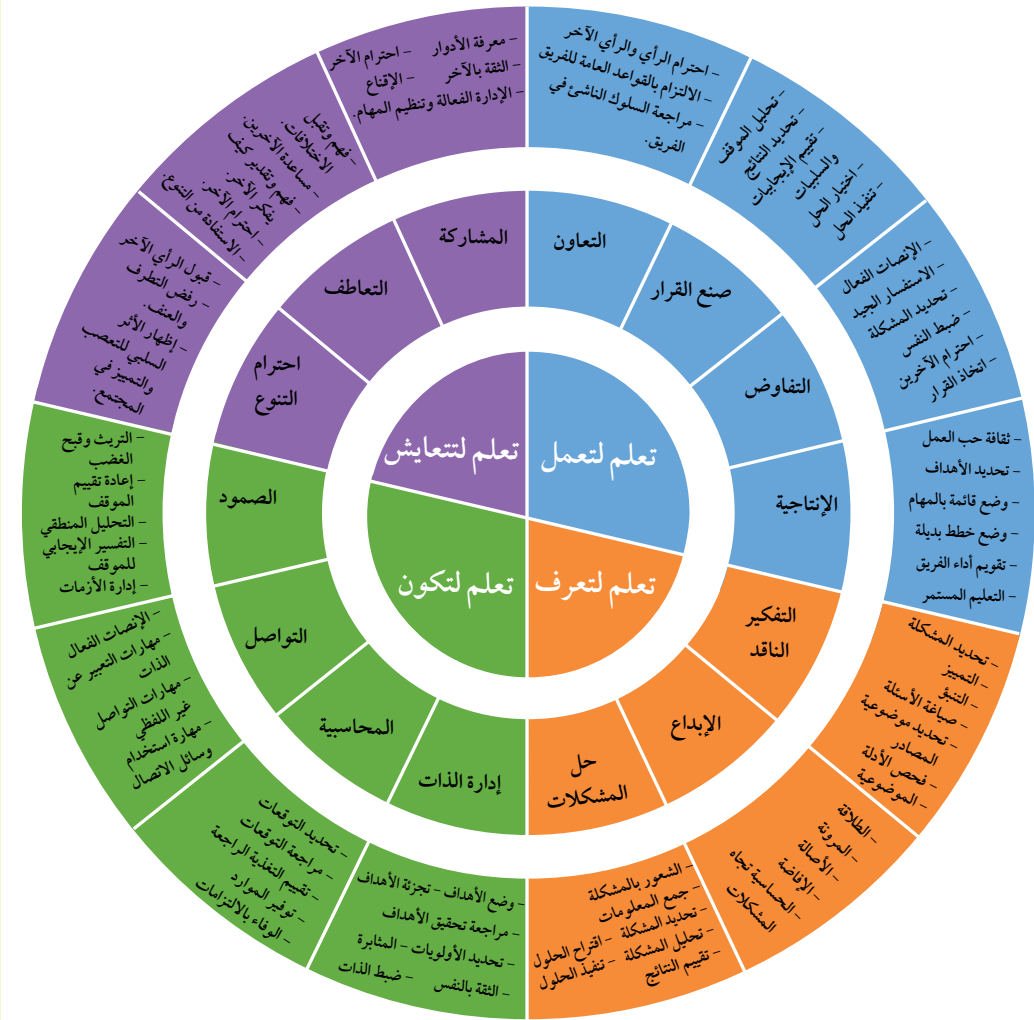 تعلم لتعمل
تعلم لتتعايش
تعلم لتعرف
تعلم لتكون
التعاون
صنع القرار
التفاوض
الإنتاجية
التفكير
الناقد
الإبداع
حل
المشكلات
إدارة الذات
المحاسبية
التواصل
الصمود
احترام
التنوع
التعاطف
المشاركة
– احترام الرأي والرأي الآخر
– الالتزام بالقواعد العامة للفريق
– مراجعة السلوك الناشئ في
الفريق.
– تحليل الموقف
– تحديد النتائج
– تقييم الإيجابيات
والسلبيات
– اختيار الحل
– تنفيذ الحل
– الإنصات الفعال
– الاستفسار الجيد
– تحديد المشكلة
– ضبط النفس
– احترام الآخرين
– اتخاذ القرار
– ثقافة حب العمل
– تحديد الأهداف
– وضع قائمة بالمهام
– وضع خطط بديلة
– تقويم أداء الفريق
– التعليم المستمر
– تحديد المشكلة
– التمييز
– التنبؤ
– صياغة الأسئلة
– تحديد موضوعية
المصادر
– فحص الأدلة
– الموضوعية
– الطلاقة
– المرونة
– الأصالة
– الإفاضة
– الحساسية تجاه
المشكلات
– الشعور بالمشكلة
– جمع المعلومات
– تحديد المشكلة – اقتراح الحلول
– تحليل المشكلة – تنفيذ الحلول
– تقييم النتائج
– وضع الأهداف – تجزئة الأهداف
– مراجعة تحقيق الأهداف
– تحديد الأولويات – المثابرة
– الثقة بالنفس – ضبط الذات
– تحديد التوقعات
– مراجعة التوقعات
– تقييم التغذية الراجعة
– توفير الموارد
– الوفاء بالالتزامات
– الإنصات الفعال
– مهارات التعبير عن
الذات
– مهارات التواصل
غير اللفظي
– مهارة استخدام
وسائل الاتصال
– التريث وقبح
الغضب
– إعادة تقييم
الموقف
– التحليل المنطقي
– التفسير الإيجابي
للموقف
– إدارة الأزمات
– قبول الرأي الآخر
– رفض التطرف
والعنف.
– إظهار الأثر
السلبي للتعصب
والتمييز في
المجتمع.
– فهم وتقبل
الاختلافات.
– مساعدة الآخرين.
– فهم وتقدير كيف
يفكر الآخر.
– احترام الآخر.
– الاستفادة من التنوع.
– معرفة الأدوار – احترام الآخر
– الثقة بالآخر – الإقناع
– الإدارة الفعالة وتنظيم المهام.